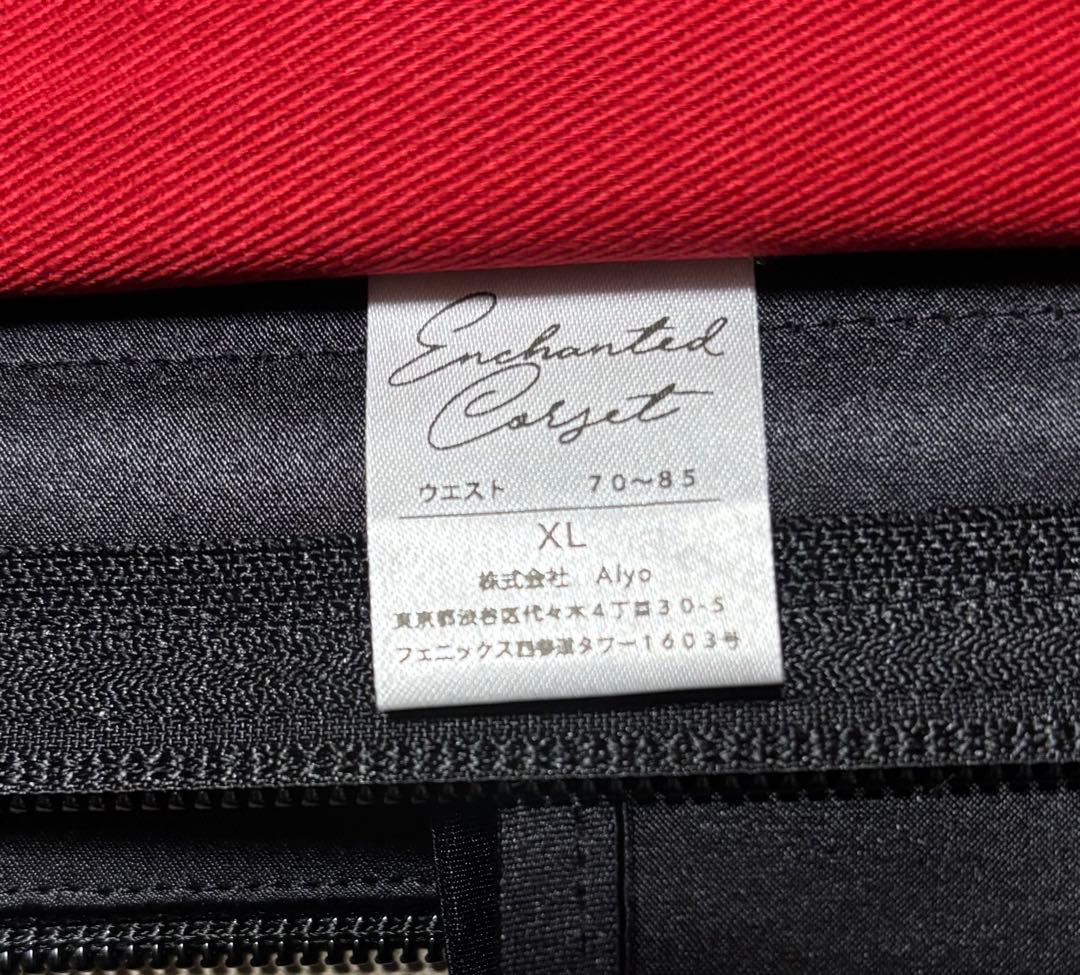 Enchanted
Corset
ウエスト 70〜85
XL
株式会社 Alyo
東京都渋谷区代々木4丁目30-5
フェニックス西参道タワー1603号